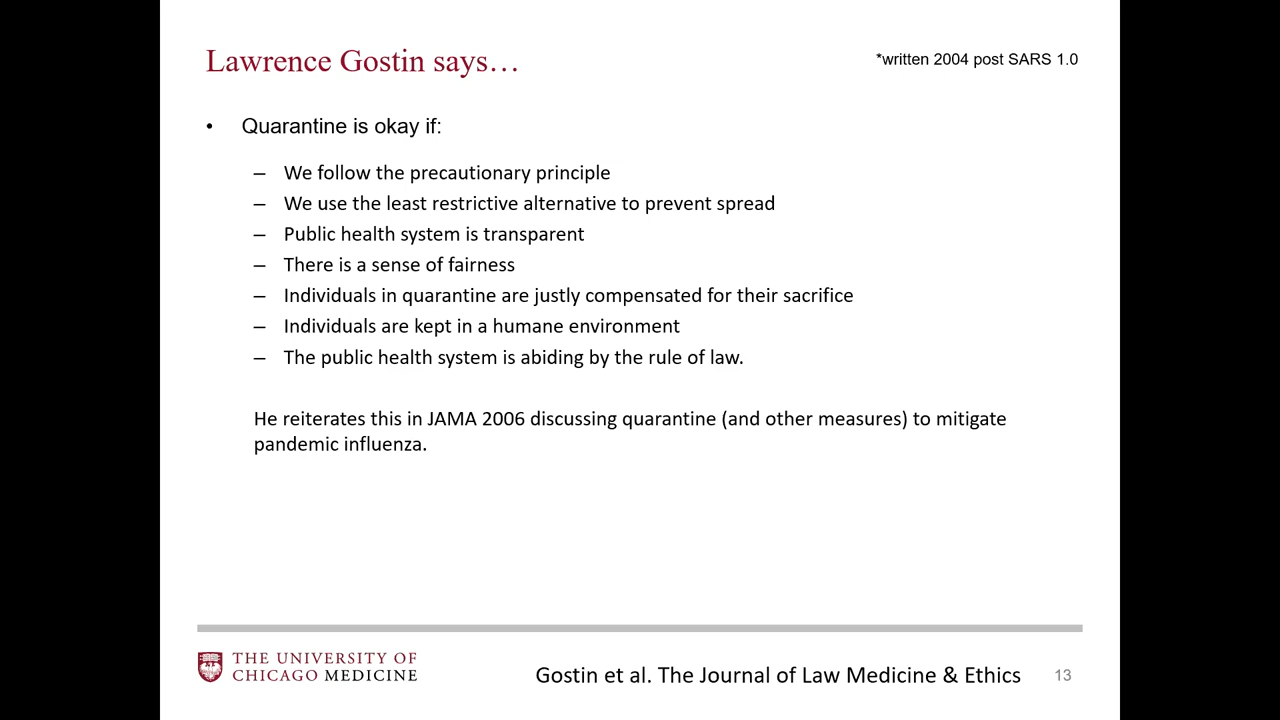 Lawrence Gostin says…
*written 2004 post SARS 1.0
• Quarantine is okay if:
– We follow the precautionary principle
– We use the least restrictive alternative to prevent spread
– Public health system is transparent
– There is a sense of fairness
– Individuals in quarantine are justly compensated for their sacrifice
– Individuals are kept in a humane environment
– The public health system is abiding by the rule of law.
He reiterates this in JAMA 2006 discussing quarantine (and other measures) to mitigate
pandemic influenza.
THE UNIVERSITY OF
CHICAGO MEDICINE
Gostin et al. The Journal of Law Medicine & Ethics
13